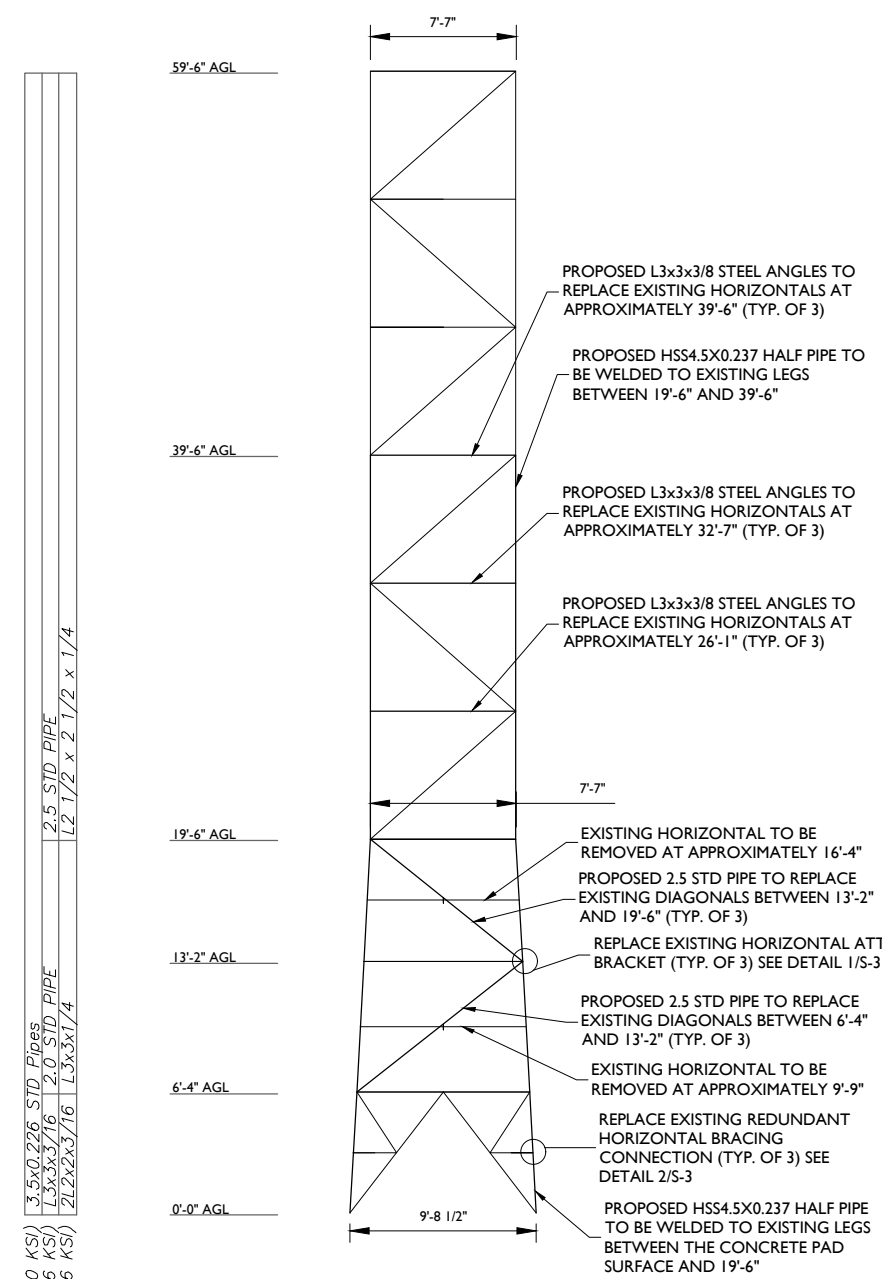 7'-7"
59'-6" AGL
PROPOSED L3x3x3/8 STEEL ANGLES TO
REPLACE EXISTING HORIZONTALS AT
APPROXIMATELY 39'-6" (TYP. OF 3)
PROPOSED HSS4.5X0.237 HALF PIPE TO
BE WELDED TO EXISTING LEGS
BETWEEN 19'-6" AND 39'-6"
39'-6" AGL
PROPOSED L3x3x3/8 STEEL ANGLES TO
REPLACE EXISTING HORIZONTALS AT
APPROXIMATELY 32'-7" (TYP. OF 3)
PROPOSED L3x3x3/8 STEEL ANGLES TO
REPLACE EXISTING HORIZONTALS AT
APPROXIMATELY 26'-1" (TYP. OF 3)
7'-7"
19'-6" AGL
EXISTING HORIZONTAL TO BE
REMOVED AT APPROXIMATELY 16'-4"
PROPOSED 2.5 STD PIPE TO REPLACE
EXISTING DIAGONALS BETWEEN 13'-2"
AND 19'-6" (TYP. OF 3)
REPLACE EXISTING HORIZONTAL ATT
BRACKET (TYP. OF 3) SEE DETAIL 1/S-3
13'-2" AGL
PROPOSED 2.5 STD PIPE TO REPLACE
EXISTING DIAGONALS BETWEEN 6'-4"
AND 13'-2" (TYP. OF 3)
EXISTING HORIZONTAL TO BE
REMOVED AT APPROXIMATELY 9'-9"
6'-4" AGL
REPLACE EXISTING REDUNDANT
HORIZONTAL BRACING
CONNECTION (TYP. OF 3) SEE
DETAIL 2/S-3
0'-0" AGL
9'-8 1/2"
PROPOSED HSS4.5X0.237 HALF PIPE
TO BE WELDED TO EXISTING LEGS
BETWEEN THE CONCRETE PAD
SURFACE AND 19'-6"
0 KSI) 3.5x0.226 STD Pipes
6 KSI) L3x3x3/16 2.0 STD PIPE 2.5 STD PIPE
6 KSI) 2L2x2x3/16 L3x3x1/4 L2 1/2 x 2 1/2 x 1/4